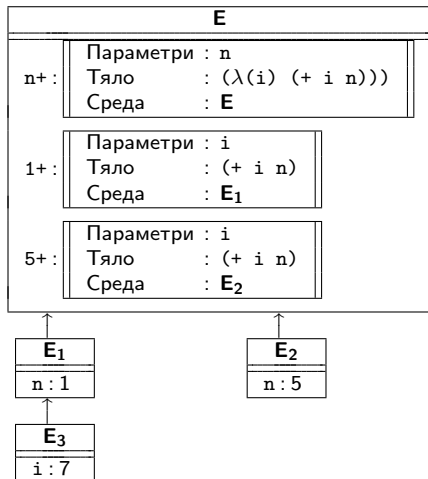 E
Параметри : n
n+ : Тяло : (λ(i) (+ i n)))
Среда : E
Параметри : i
1+ : Тяло : (+ i n)
Среда : E₁
Параметри : i
5+ : Тяло : (+ i n)
Среда : E₂
E₁ E₂
n : 1 n : 5
E₃
i : 7